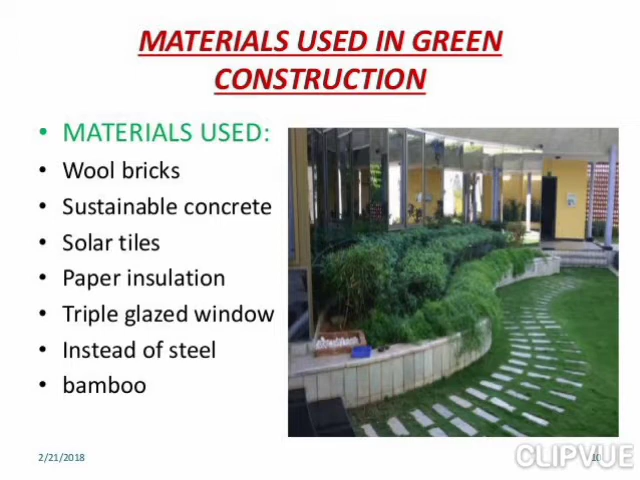 MATERIALS USED IN GREEN
CONSTRUCTION
• MATERIALS USED:
• Wool bricks
• Sustainable concrete
• Solar tiles
• Paper insulation
• Triple glazed window
• Instead of steel
• bamboo
2/21/2018
10
CLIPVUE